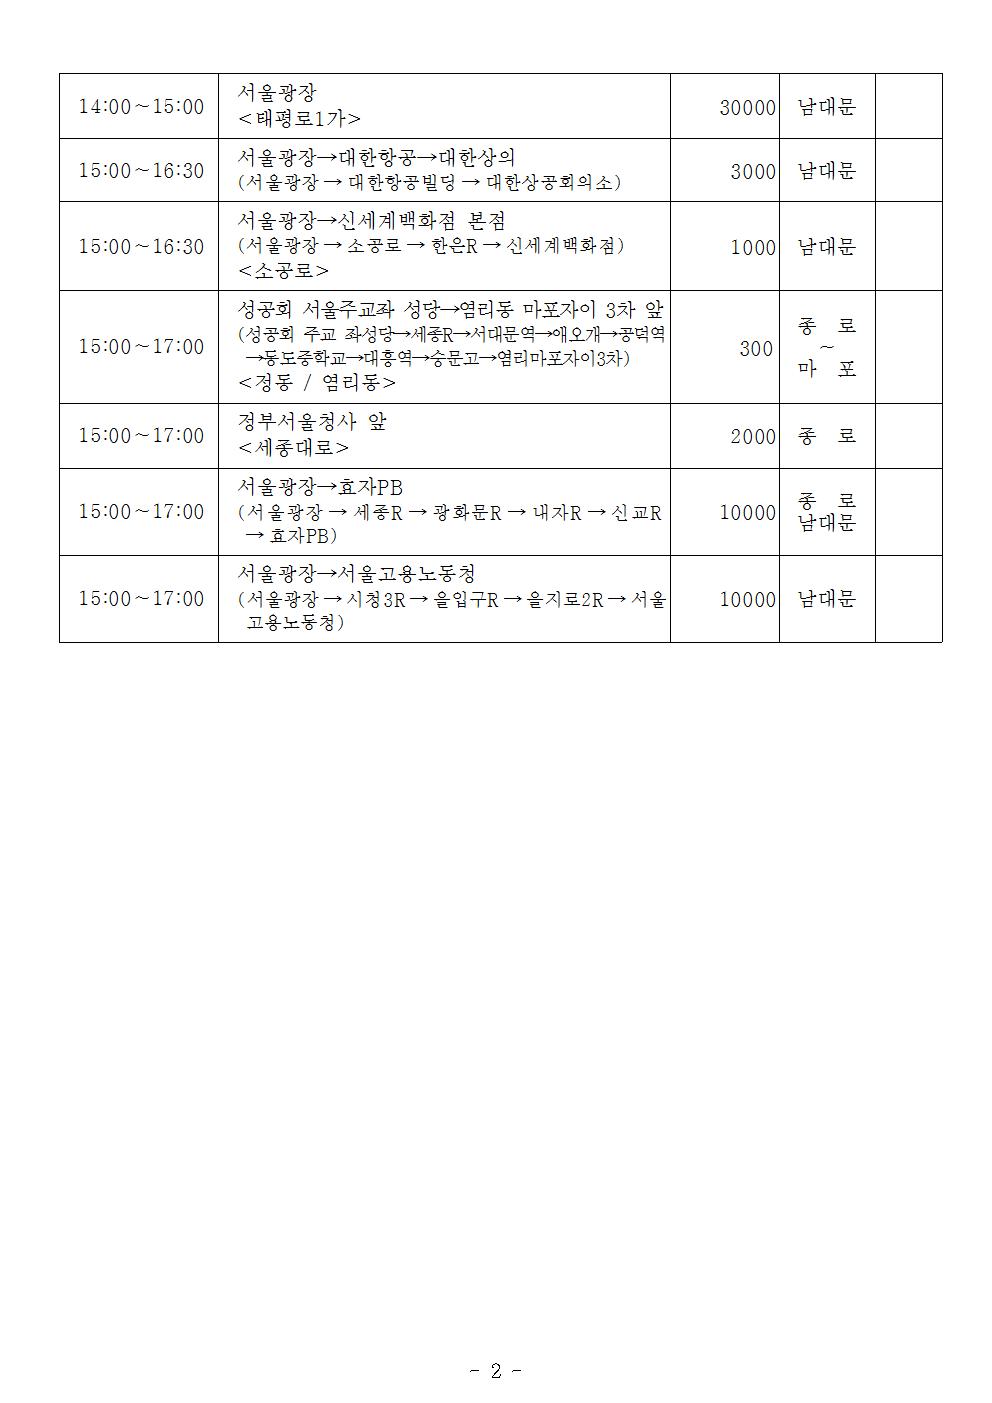 14:00～15:00
서울광장
<태평로1가>
30000
남대문
15:00～16:30
서울광장→대한항공→대한상의
(서울광장 → 대한항공빌딩 → 대한상공회의소)
3000
남대문
15:00～16:30
서울광장→신세계백화점 본점
(서울광장 → 소공로 → 한은R → 신세계백화점)
<소공로>
1000
남대문
15:00～17:00
성공회 서울주교좌 성당→염리동 마포자이 3차 앞
(성공회 주교 좌성당→세종R→서대문역→애오개→공덕역
→동도중학교→대흥역→숭문고→염리마포자이3차)
<정동 / 염리동>
300
종 로
～
마 포
15:00～17:00
정부서울청사 앞
<세종대로>
2000
종 로
15:00～17:00
서울광장→효자PB
(서울광장 → 세종R → 광화문R → 내자R → 신교R
→ 효자PB)
10000
종 로
남대문
15:00～17:00
서울광장→서울고용노동청
(서울광장 → 시청3R → 을입구R → 을지로2R → 서울
고용노동청)
10000
남대문
- 2 -